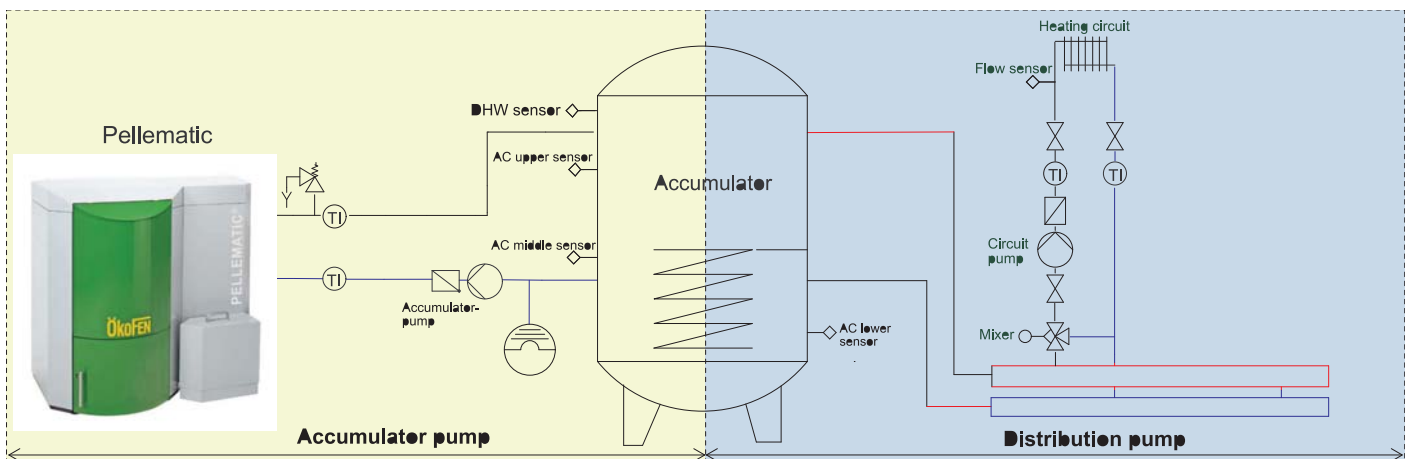 Pellematic
PELLEMATIC®
ÖkoFEN
TI
TI
Accumulator-
pump
DHW sensor
AC upper sensor
AC middle sensor
Accumulator
AC lower
sensor
Heating circuit
Flow sensor
TI
TI
Circuit
pump
Mixer
Accumulator pump
Distribution pump